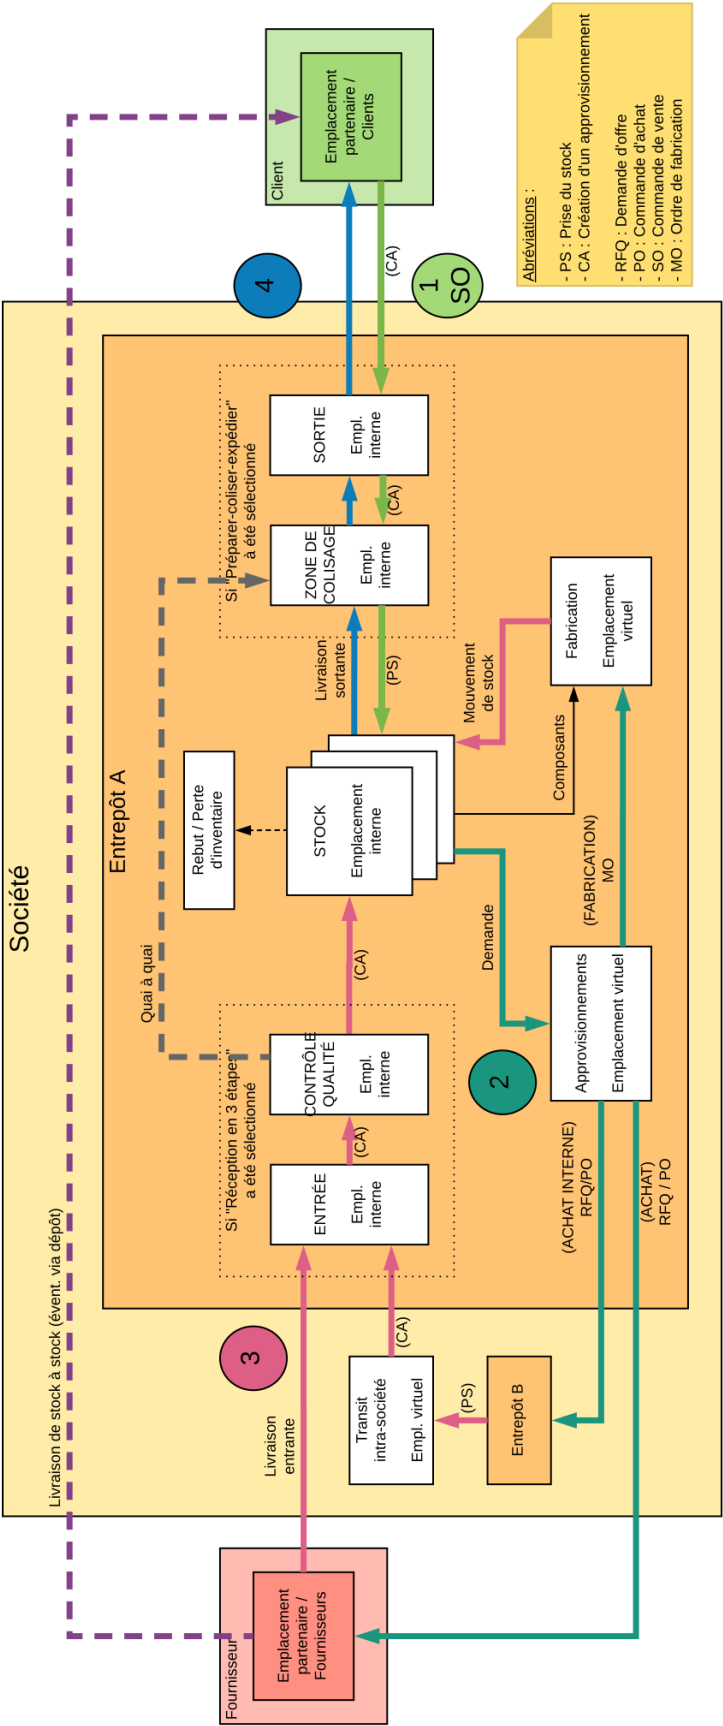 Société
Entrepôt A
Livraison de stock à stock (évent. via dépôt)
Quai à quai
Fournisseur
Emplacement
partenaire /
Fournisseurs
Livraison
entrante
3
Transit
intra-société
Empl. virtuel
(PS)
Entrepôt B
(CA)
Si "Réception en 3 étapes"
a été sélectionné
ENTRÉE
Empl.
interne
(CA)
CONTRÔLE
QUALITÉ
Empl.
interne
(CA)
Rebut / Perte
d'inventaire
STOCK
Emplacement
interne
Livraison
sortante
(PS)
Si "Préparer-coliser-expédier"
à été sélectionné
ZONE DE
COLISAGE
Empl.
interne
(CA)
SORTIE
Empl.
interne
4
1
SO
(CA)
Client
Emplacement
partenaire /
Clients
Demande
2
Approvisionnements
Emplacement virtuel
(ACHAT INTERNE)
RFQ/PO
(ACHAT)
RFQ / PO
(FABRICATION)
MO
Composants
Mouvement
de stock
Fabrication
Emplacement
virtuel
Abréviations :
- PS : Prise du stock
- CA : Création d'un approvisionnement
- RFQ : Demande d'offre
- PO : Commande d'achat
- SO : Commande de vente
- MO : Ordre de fabrication